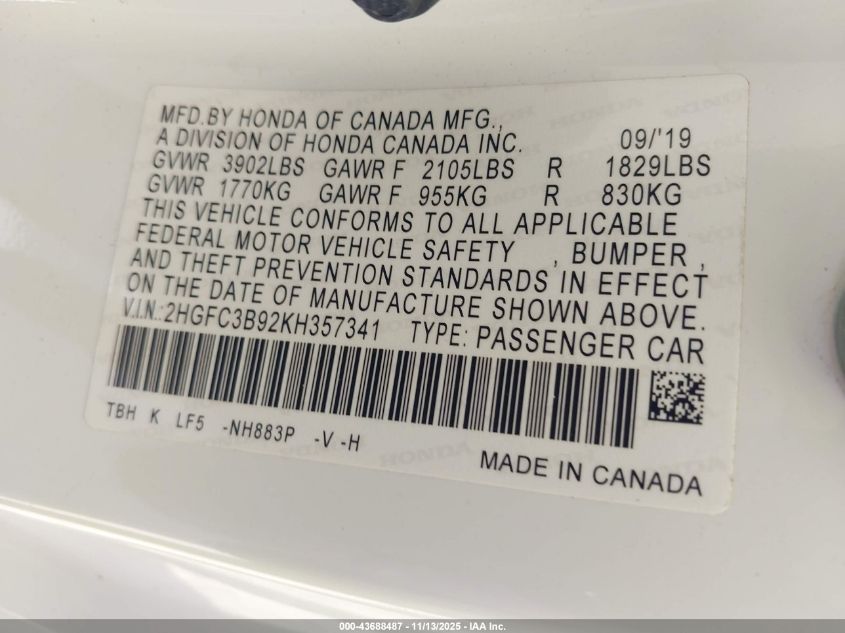 MFD.BY HONDA OF CANADA MFG.,
A DIVISION OF HONDA CANADA INC. 09/'19
GVWR 3902LBS GAWR F 2105LBS R 1829LBS
GVWR 1770KG GAWR F 955KG R 830KG
THIS VEHICLE CONFORMS TO ALL APPLICABLE
FEDERAL MOTOR VEHICLE SAFETY , BUMPER ,
AND THEFT PREVENTION STANDARDS IN EFFECT
ON THE DATE OF MANUFACTURE SHOWN ABOVE.
V.I.N.:2HGFC3B92KH357341 TYPE: PASSENGER CAR
TBH K LF5 -NH883P -V -H
MADE IN CANADA
HONDA
000-43688487 - 11/13/2025 - IAA Inc.